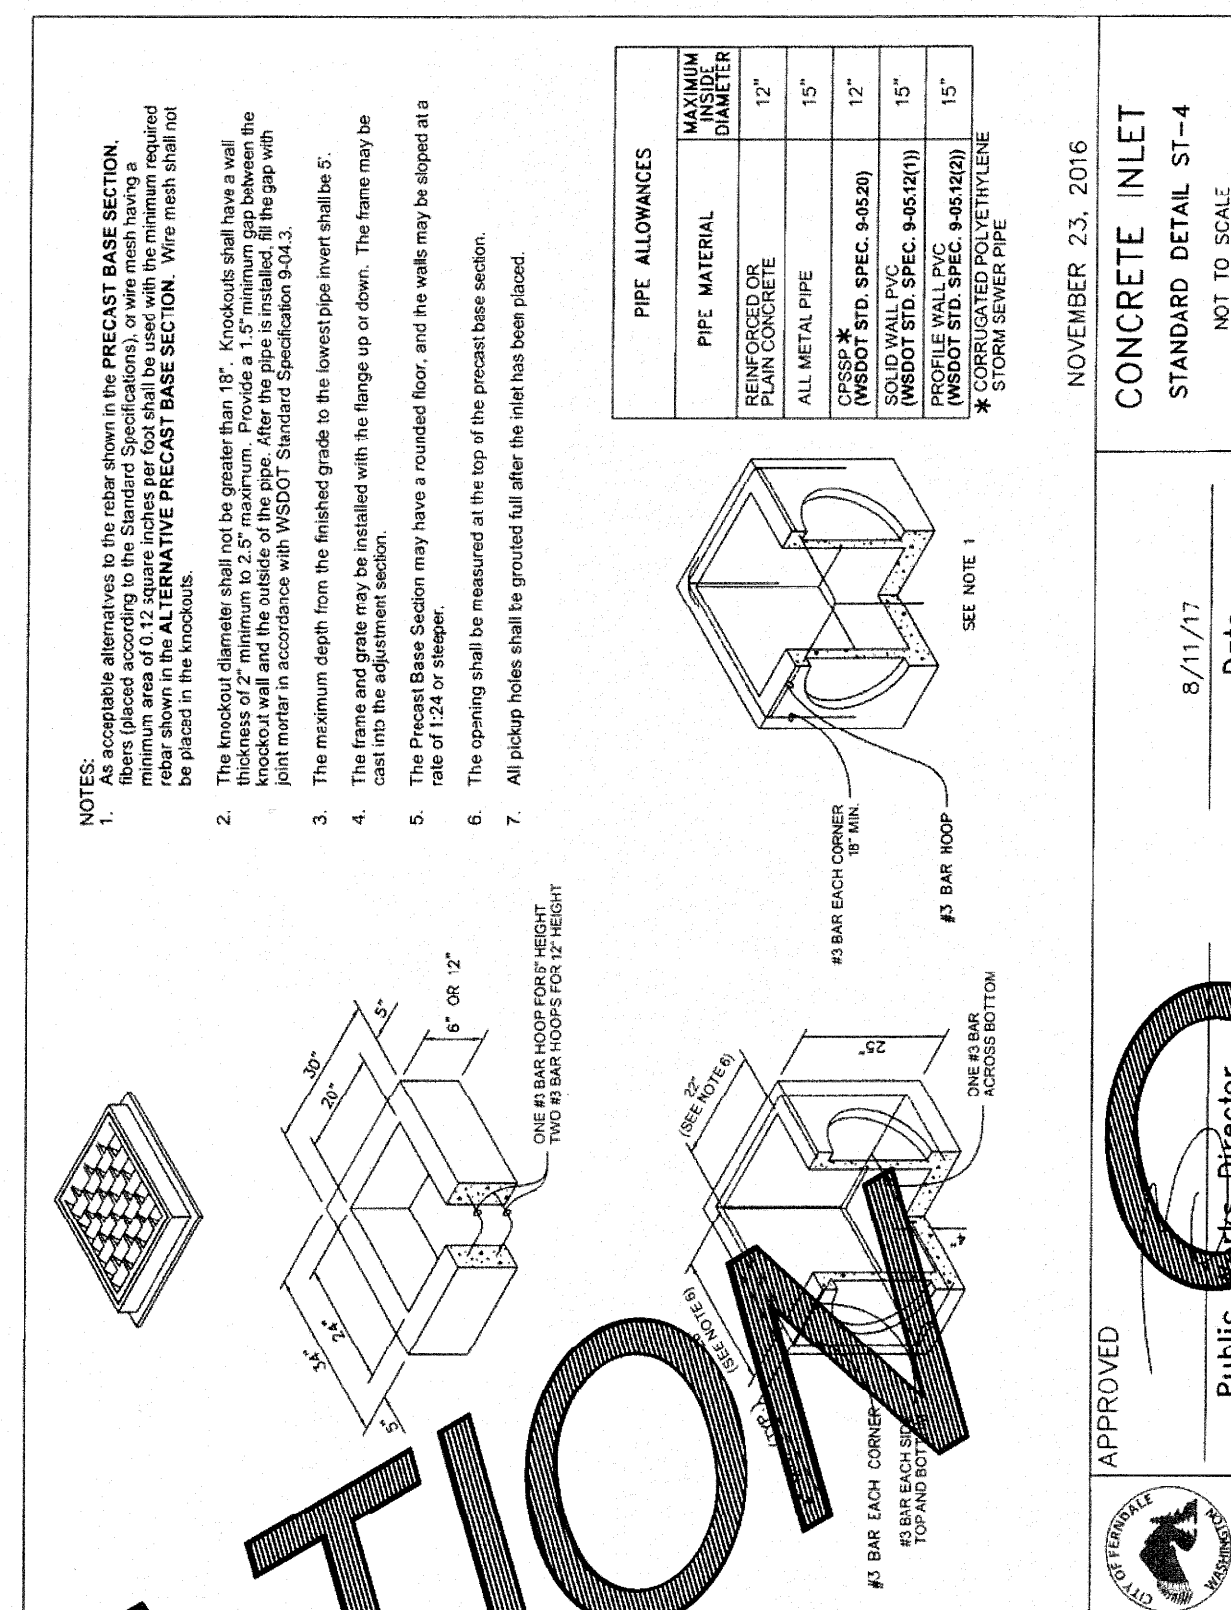 NOTES:
1. As acceptable alternatives to the rebar shown in the PRECAST BASE SECTION,
fibers (placed according to the Standard Specifications), or wire mesh having a
minimum area of 0.12 square inches per foot shall be used with the minimum required
rebar shown in the ALTERNATIVE PRECAST BASE SECTION. Wire mesh shall not
be placed in the knockouts.
2. The knockout diameter shall not be greater than 18". Knockouts shall have a wall
thickness of 2" minimum to 2.5" maximum. Provide a 1.5" minimum gap between the
knockout wall and the outside of the pipe. After the pipe is installed, fill the gap with
joint mortar in accordance with WSDOT Standard Specification 9-04.3.
3. The maximum depth from the finished grade to the lowest pipe invert shall be 5'.
4. The frame and grate may be installed with the flange up or down. The frame may be
cast into the adjustment section.
5. The Precast Base Section may have a rounded floor, and the walls may be sloped at a
rate of 1:24 or steeper.
6. The opening shall be measured at the top of the precast base section.
7. All pickup holes shall be grouted full after the inlet has been placed.
34"
24"
5"
30"
20"
5"
6" OR 12"
ONE #3 BAR HOOP FOR 6" HEIGHT
TWO #3 BAR HOOPS FOR 12" HEIGHT
PIPE ALLOWANCES
PIPE MATERIAL
MAXIMUM
INSIDE
DIAMETER
REINFORCED OR
PLAIN CONCRETE
12"
ALL METAL PIPE
15"
CPSSP *
(WSDOT STD. SPEC. 9-05.20)
12"
SOLID WALL PVC
(WSDOT STD. SPEC. 9-05.12(1))
15"
PROFILE WALL PVC
(WSDOT STD. SPEC. 9-05.12(2))
15"
* CORRUGATED POLYETHYLENE
STORM SEWER PIPE
(TYP.)
(SEE NOTE 6)
22"
(SEE NOTE 6)
25"
4"
#3 BAR EACH CORNER
#3 BAR EACH SIDE
TOP AND BOTTOM
ONE #3 BAR
ACROSS BOTTOM
#3 BAR EACH CORNER
18" MIN.
#3 BAR HOOP
SEE NOTE 1
TION
NOVEMBER 23, 2016
CITY OF FERNDALE
WASHINGTON
APPROVED
Public Works Director
8/11/17
Date
CONCRETE INLET
STANDARD DETAIL ST-4
NOT TO SCALE